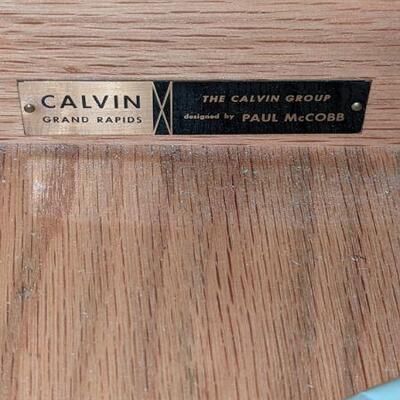 CALVIN
GRAND RAPIDS
THE CALVIN GROUP
designed by PAUL McCOBB